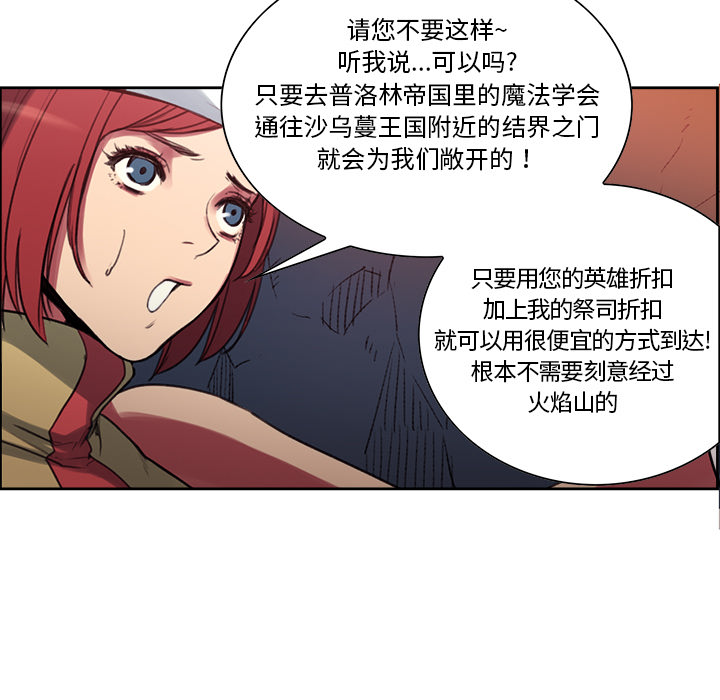 请您不要这样~
听我说...可以吗?
只要去普洛林帝国里的魔法学会
通往沙乌蔓王国附近的结界之门
就会为我们敞开的！
只要用您的英雄折扣
加上我的祭司折扣
就可以用很便宜的方式到达!
根本不需要刻意经过
火焰山的